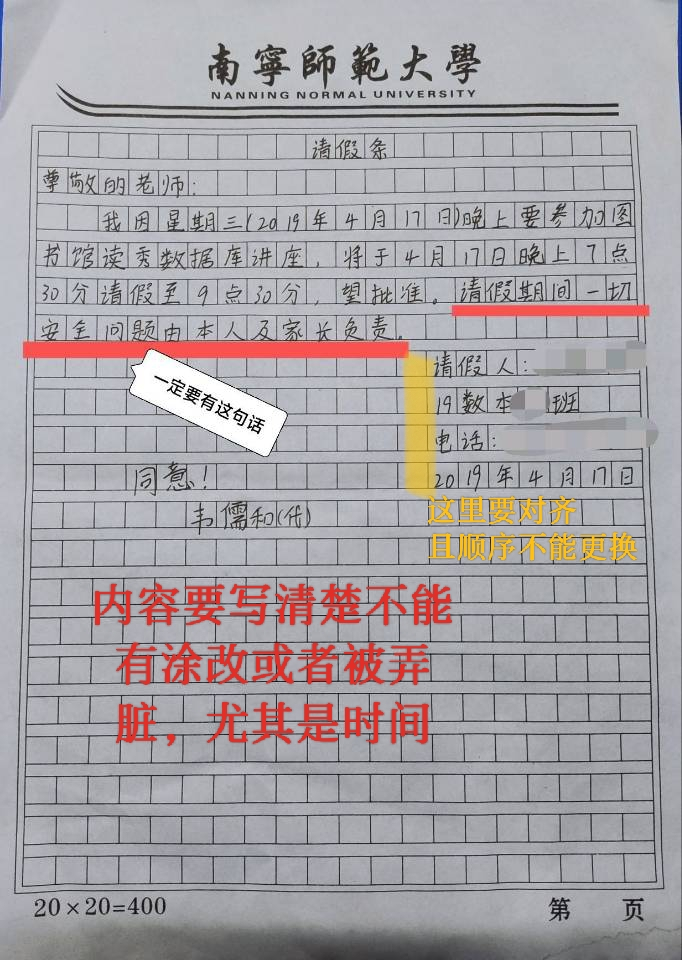 南寧師範大學
NANNING NORMAL UNIVERSITY
请假条
尊敬的老师：
我因星期三(2019年4月17日)晚上要参加图
书馆读秀数据库讲座，将于4月17日晚上7点
30分请假至9点30分，望批准。请假期间一切
安全问题由本人及家长负责。
一定要有这句话
请假人：
19数本 班
电话：
2019年4月17日
同意！
韦儒和(代)
这里要对齐
且顺序不能更换
内容要写清楚不能
有涂改或者被弄
脏，尤其是时间
20×20=400
第 页